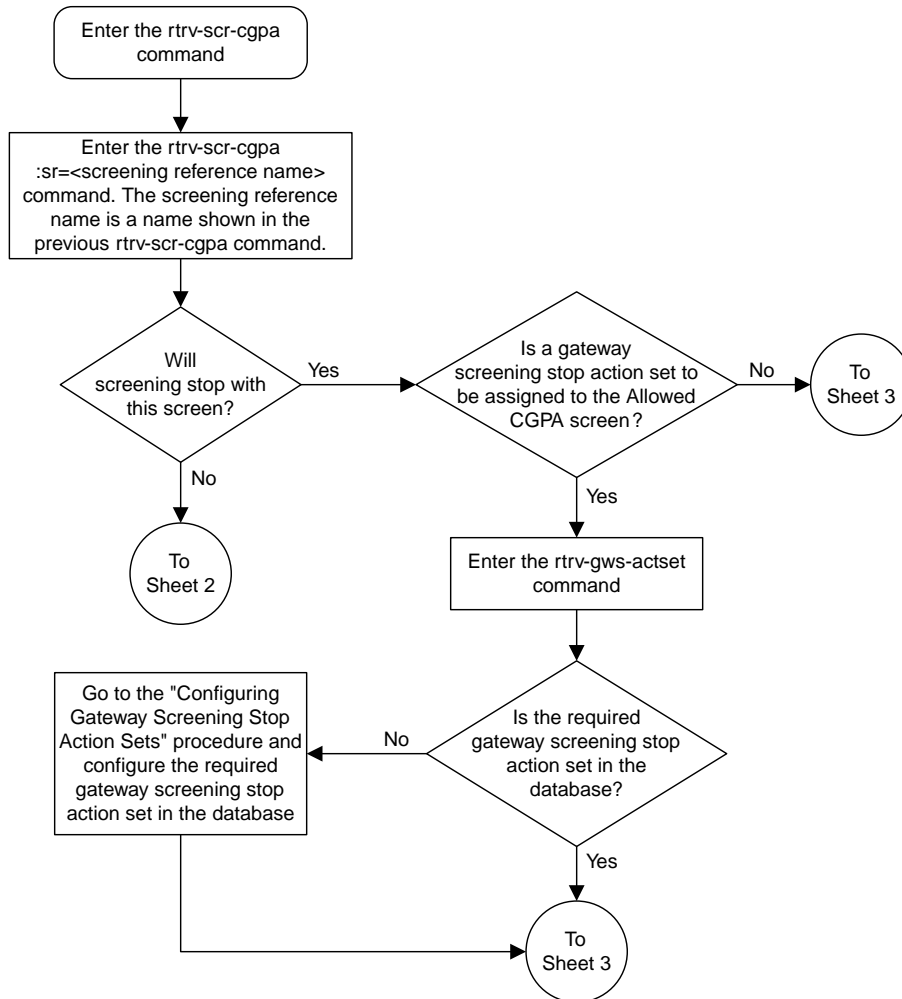 Enter the rtrv-scr-cgpa
command
Enter the rtrv-scr-cgpa
:sr=<screening reference name>
command. The screening reference
name is a name shown in the
previous rtrv-scr-cgpa command.
Will
screening stop with
this screen?
Yes
No
To
Sheet 2
Is a gateway
screening stop action set to
be assigned to the Allowed
CGPA screen?
No
To
Sheet 3
Yes
Enter the rtrv-gws-actset
command
Is the required
gateway screening stop
action set in the
database?
No
Go to the "Configuring
Gateway Screening Stop
Action Sets" procedure and
configure the required
gateway screening stop
action set in the database
Yes
To
Sheet 3